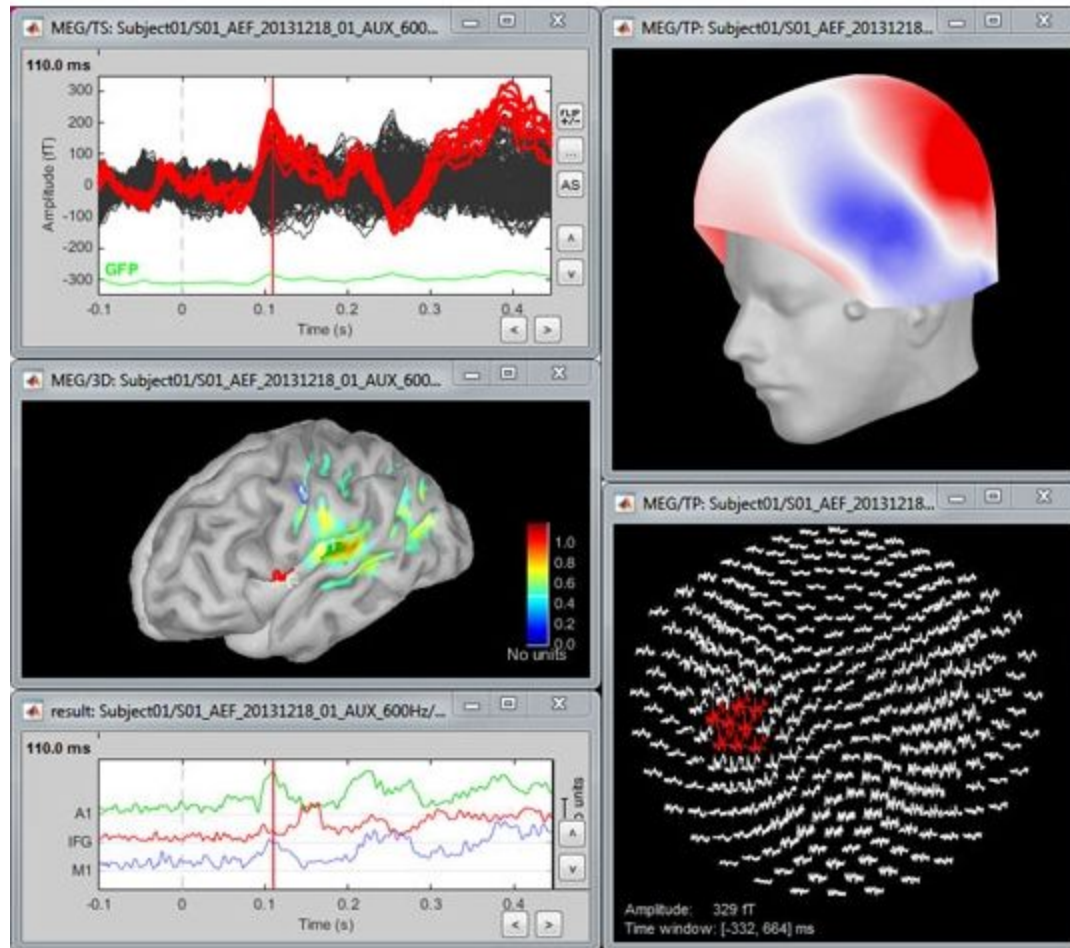 MEG/TS: Subject01/S01_AEF_20131218_01_AUX_600...
110.0 ms
300
200
100
0
-100
-200
-300
Amplitude (fT)
GFP
-0.1 0 0.1 0.2 0.3 0.4
Time (s)
FLIP
+/-
...
AS
^
v
< >
MEG/TP: Subject01/S01_AEF_20131218...
MEG/3D: Subject01/S01_AEF_20131218_01_AUX_600...
1.0
0.8
0.6
0.4
0.2
0.0
No units
MEG/TP: Subject01/S01_AEF_20131218...
Amplitude: 329 fT
Time window: [-332, 664] ms
result: Subject01/S01_AEF_20131218_01_AUX_600Hz/...
110.0 ms
A1
IFG
M1
units
^
v
-0.1 0 0.1 0.2 0.3 0.4
Time (s)
< >